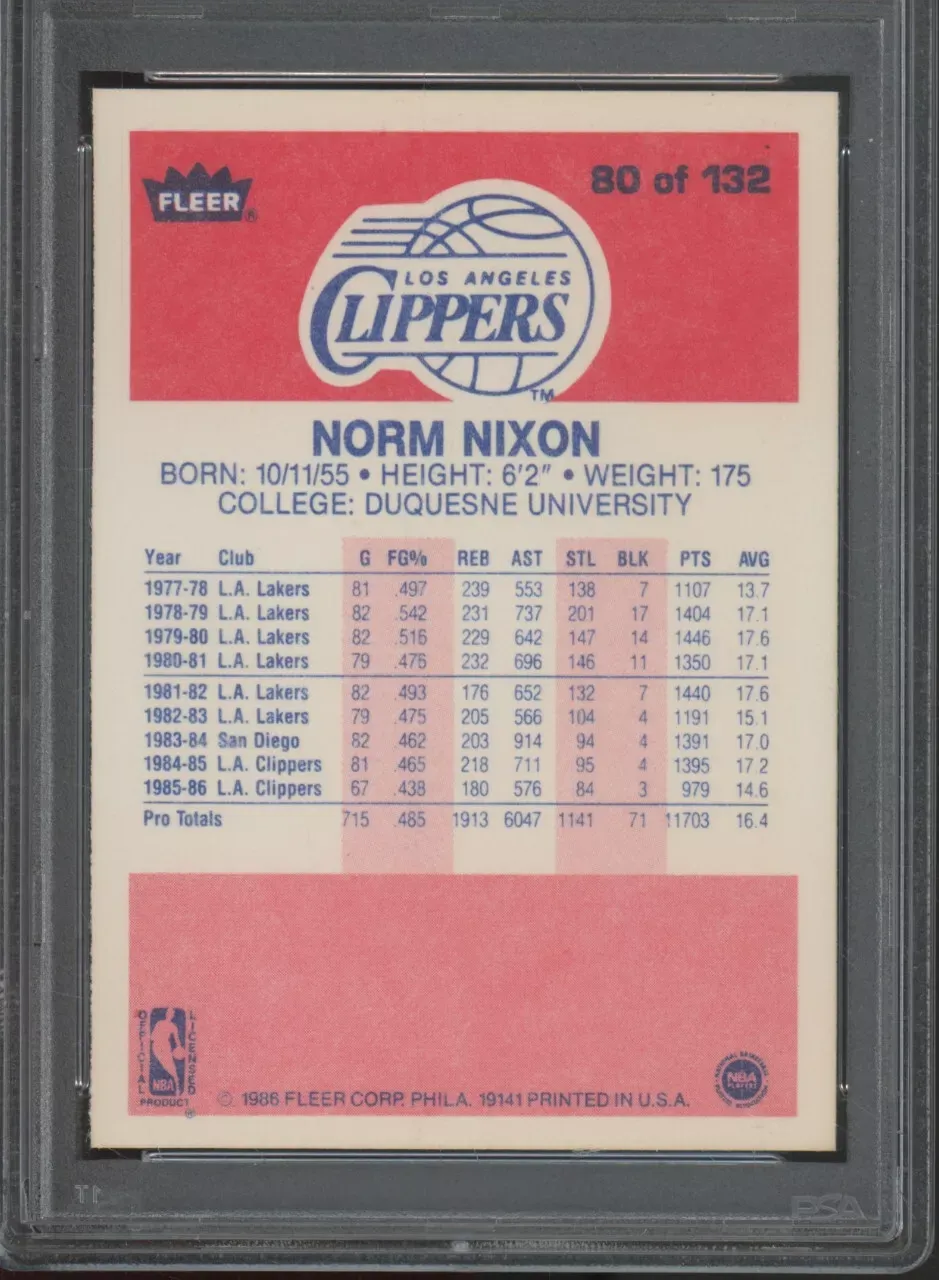 80 of 132
FLEER®
LOS ANGELES
CLIPPERS
TM
NORM NIXON
BORN: 10/11/55 • HEIGHT: 6'2" • WEIGHT: 175
COLLEGE: DUQUESNE UNIVERSITY
Year Club G FG% REB AST STL BLK PTS AVG
1977-78 L.A. Lakers 81 .497 239 553 138 7 1107 13.7
1978-79 L.A. Lakers 82 .542 231 737 201 17 1404 17.1
1979-80 L.A. Lakers 82 .516 229 642 147 14 1446 17.6
1980-81 L.A. Lakers 79 .476 232 696 146 11 1350 17.1
1981-82 L.A. Lakers 82 .493 176 652 132 7 1440 17.6
1982-83 L.A. Lakers 79 .475 205 566 104 4 1191 15.1
1983-84 San Diego 82 .462 203 914 94 4 1391 17.0
1984-85 L.A. Clippers 81 .465 218 711 95 4 1395 17.2
1985-86 L.A. Clippers 67 .438 180 576 84 3 979 14.6
Pro Totals 715 .485 1913 6047 1141 71 11703 16.4
OFFICIAL LICENSED
NBA
PRODUCT ®
NATIONAL BASKETBALL
NBA
PLAYERS
ASSOCIATION
© 1986 FLEER CORP. PHILA. 19141 PRINTED IN U.S.A.
PSA